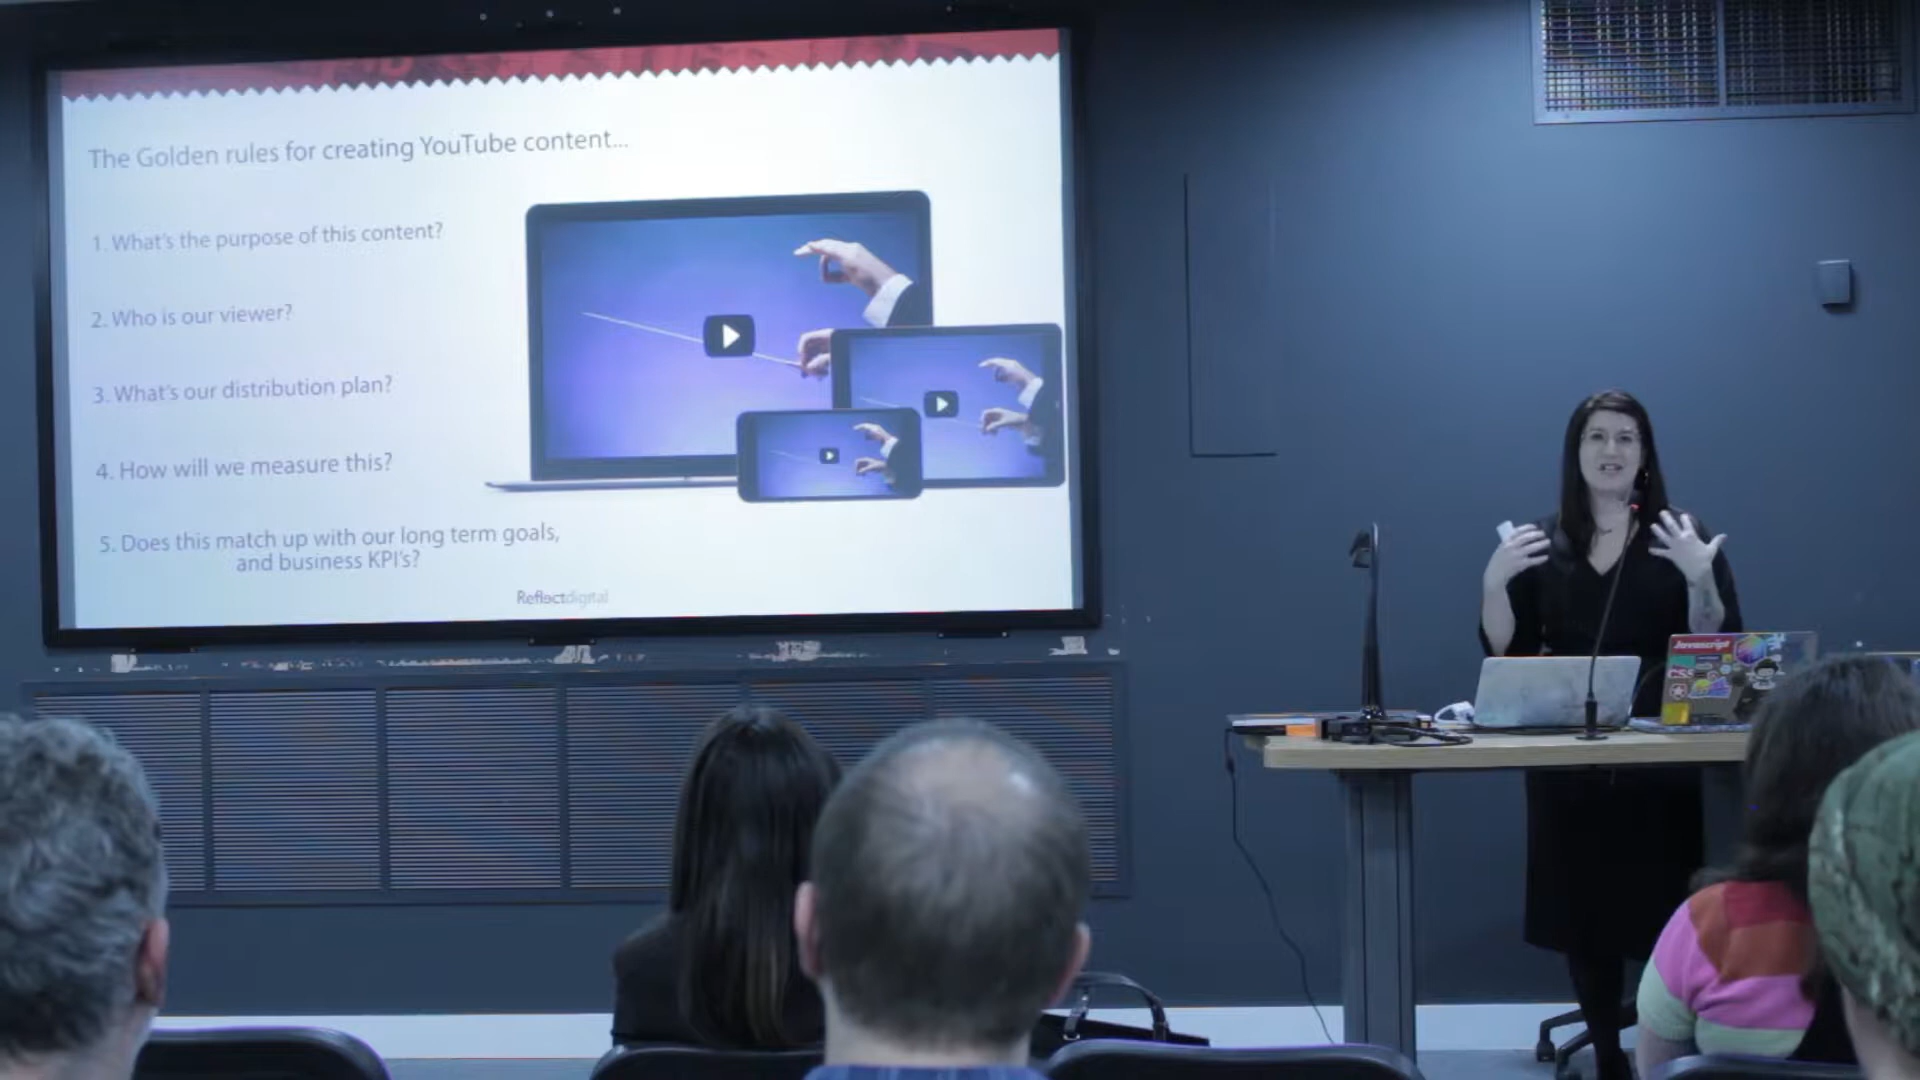 The Golden rules for creating YouTube content...
1. What's the purpose of this content?
2. Who is our viewer?
3. What's our distribution plan?
4. How will we measure this?
5. Does this match up with our long term goals,
and business KPI's?
Reflectdigital
Javascript
CSS